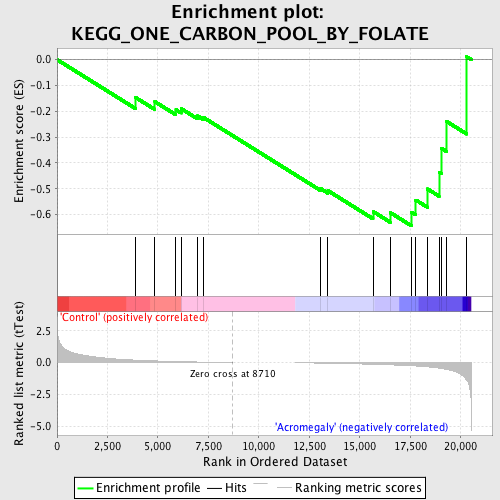 Enrichment plot:
KEGG_ONE_CARBON_POOL_BY_FOLATE
Enrichment score (ES)
0.0
-0.1
-0.2
-0.3
-0.4
-0.5
-0.6
'Control' (positively correlated)
Ranked list metric (tTest)
2.5
0.0
-2.5
-5.0
Zero cross at 8710
'Acromegaly' (negatively correlated)
0 2,500 5,000 7,500 10,000 12,500 15,000 17,500 20,000
Rank in Ordered Dataset
Enrichment profile Hits Ranking metric scores